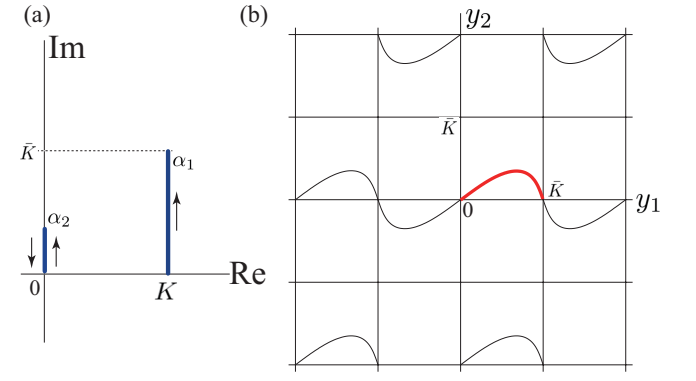 (a)
Im
K̄
α₁
α₂
0
K
Re
(b)
y₂
K̄
K̄
0
y₁